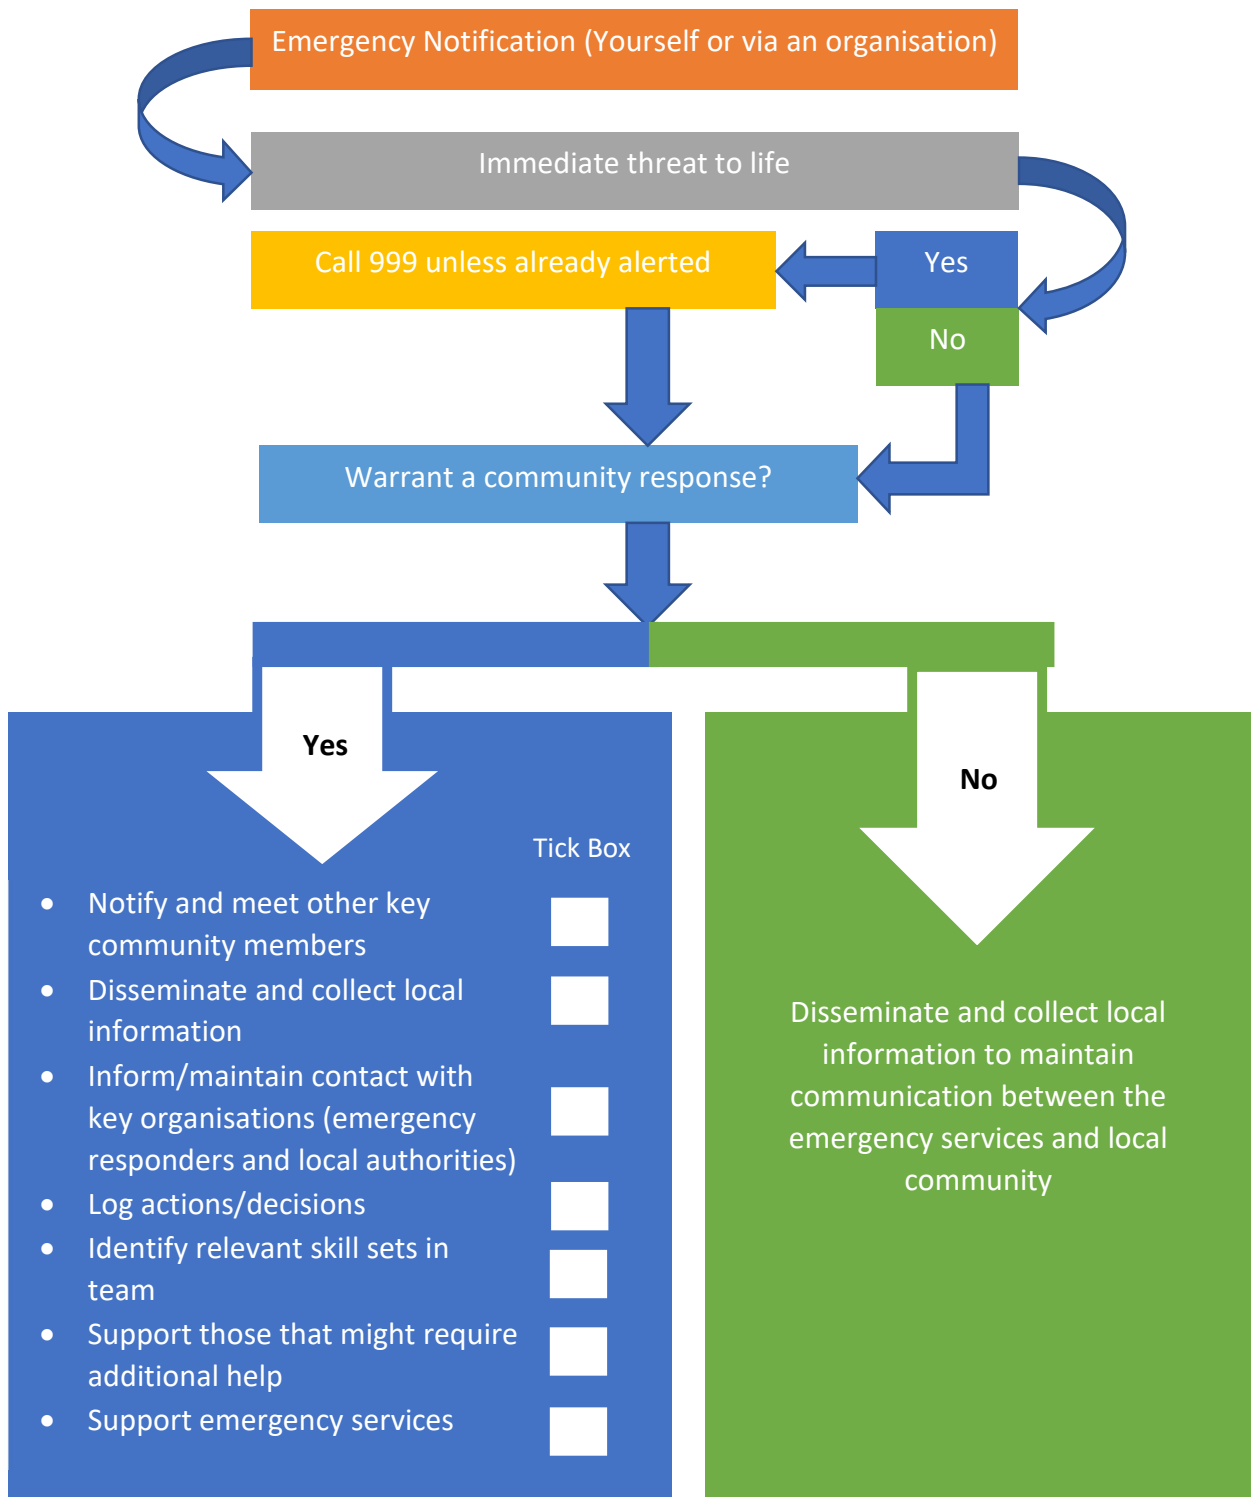 Emergency Notification (Yourself or via an organisation)
Immediate threat to life
Call 999 unless already alerted
Yes
No
Warrant a community response?
Yes
Tick Box
• Notify and meet other key
community members
• Disseminate and collect local
information
• Inform/maintain contact with
key organisations (emergency
responders and local authorities)
• Log actions/decisions
• Identify relevant skill sets in
team
• Support those that might require
additional help
• Support emergency services
No
Disseminate and collect local
information to maintain
communication between the
emergency services and local
community